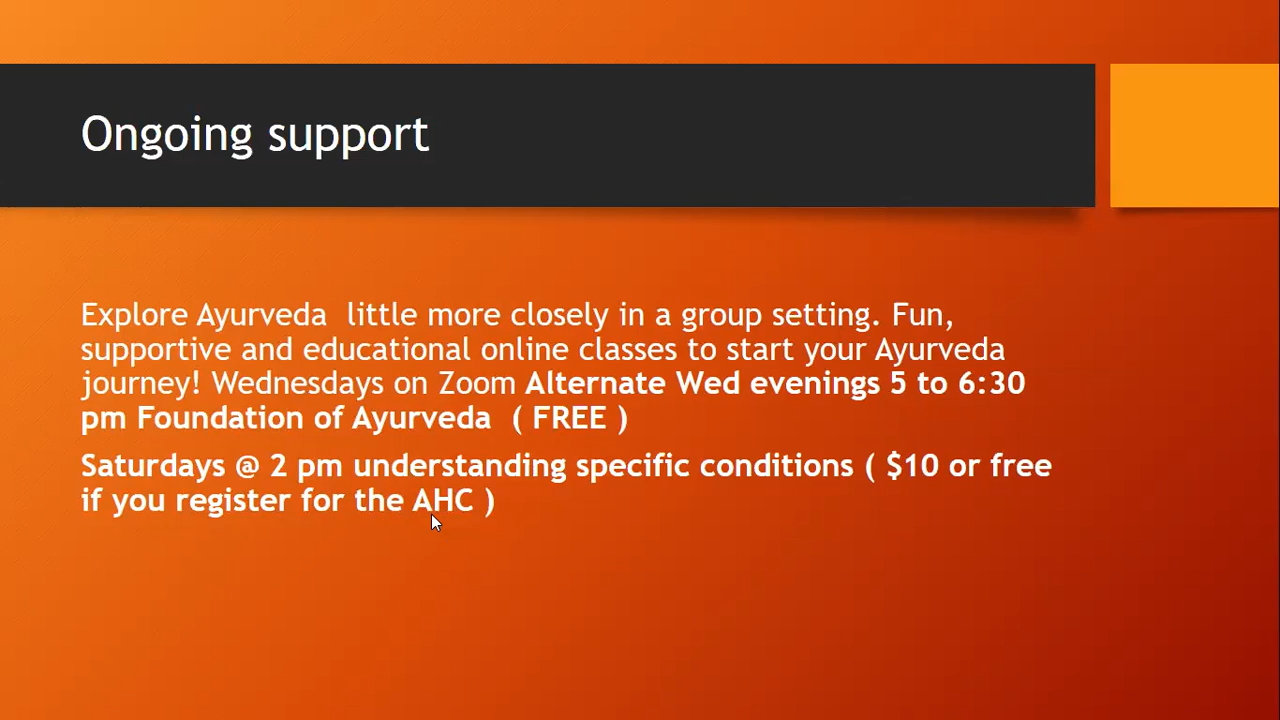 Ongoing support
Explore Ayurveda  little more closely in a group setting. Fun,
supportive and educational online classes to start your Ayurveda
journey! Wednesdays on Zoom Alternate Wed evenings 5 to 6:30
pm Foundation of Ayurveda  ( FREE )
Saturdays @ 2 pm understanding specific conditions ( $10 or free
if you register for the AHC )